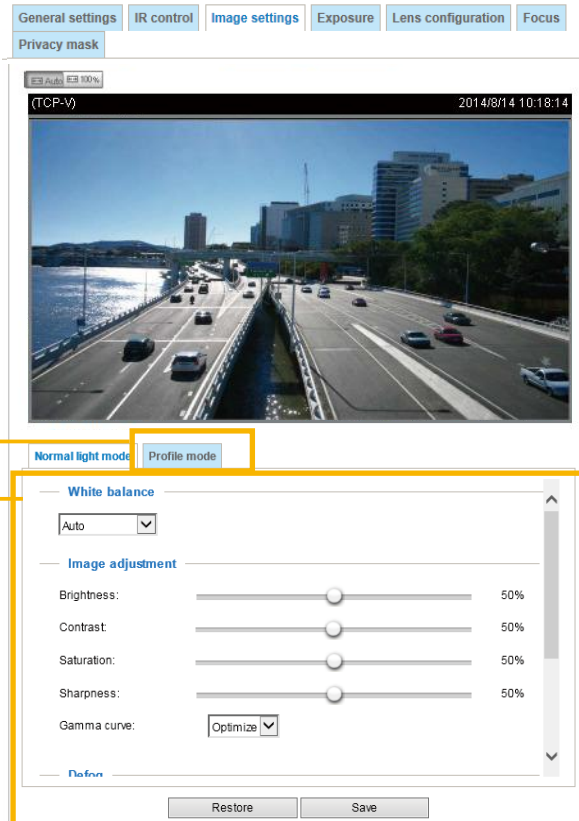 General settings IR control Image settings Exposure Lens configuration Focus
Privacy mask
Auto 100%
(TCP-V) 2014/8/14 10:18:14
Normal light mode Profile mode
White balance
Auto
Image adjustment
Brightness: 50%
Contrast: 50%
Saturation: 50%
Sharpness: 50%
Gamma curve: Optimize
Defog
Restore Save